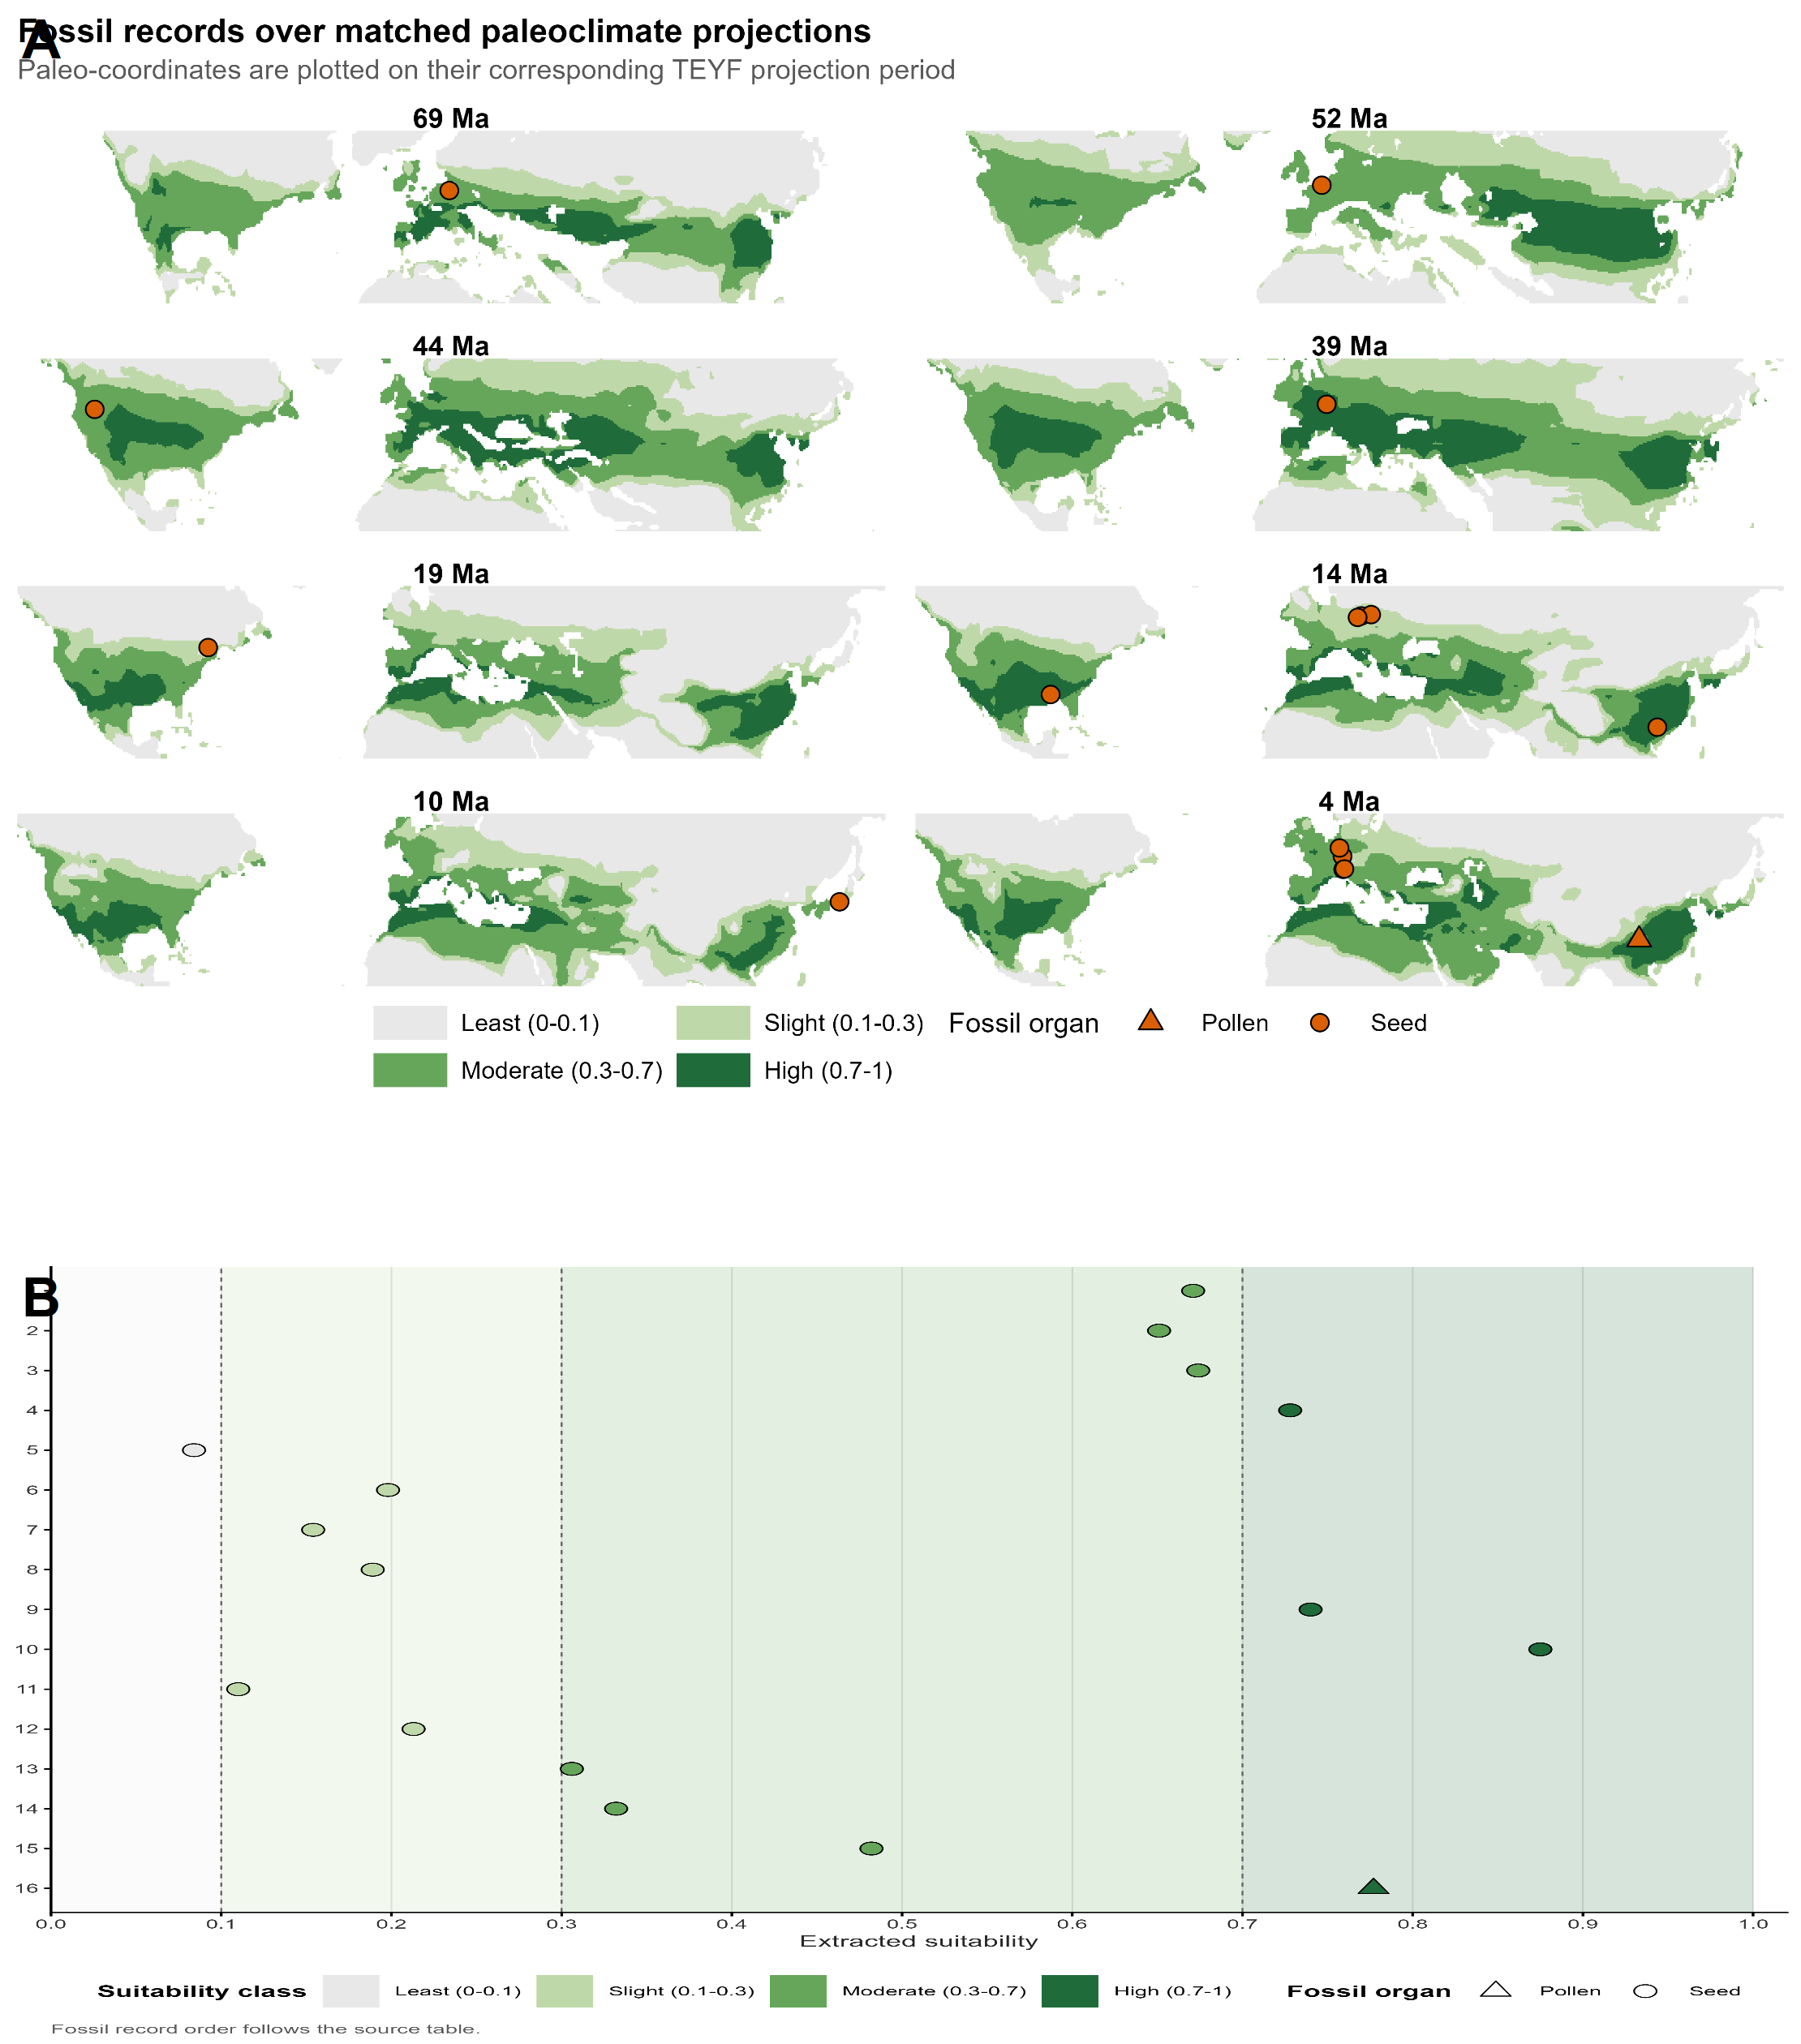 A
Fossil records over matched paleoclimate projections
Paleo-coordinates are plotted on their corresponding TEYF projection period
69 Ma
52 Ma
44 Ma
39 Ma
19 Ma
14 Ma
10 Ma
4 Ma
Least (0-0.1)
Slight (0.1-0.3)
Fossil organ
Pollen
Seed
Moderate (0.3-0.7)
High (0.7-1)
B
2
3
4
5
6
7
8
9
10
11
12
13
14
15
16
0.0 0.1 0.2 0.3 0.4 0.5 0.6 0.7 0.8 0.9 1.0
Extracted suitability
Suitability class Least (0-0.1) Slight (0.1-0.3) Moderate (0.3-0.7) High (0.7-1) Fossil organ Pollen Seed
Fossil record order follows the source table.